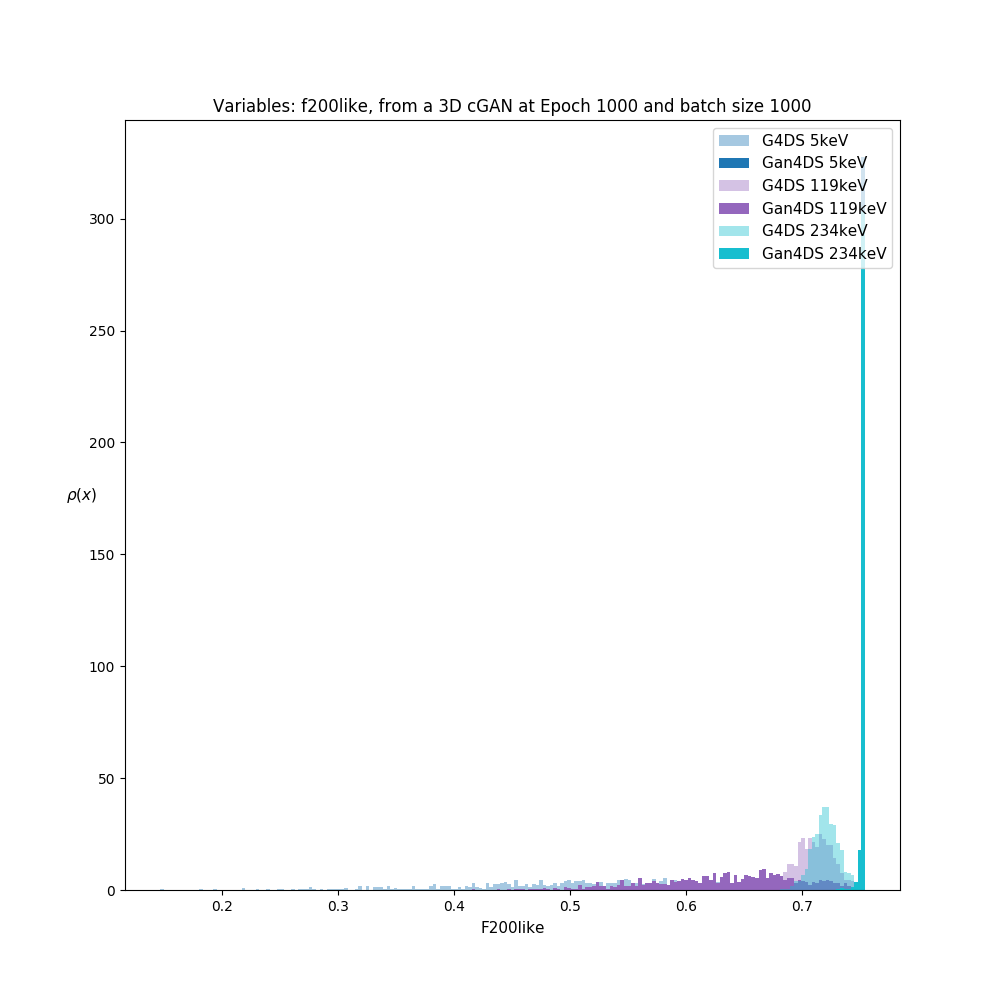 Variables: f200like, from a 3D cGAN at Epoch 1000 and batch size 1000
G4DS 5keV
Gan4DS 5keV
G4DS 119keV
Gan4DS 119keV
G4DS 234keV
Gan4DS 234keV
300
250
200
150
100
50
0
ρ(x)
0.2 0.3 0.4 0.5 0.6 0.7
F200like